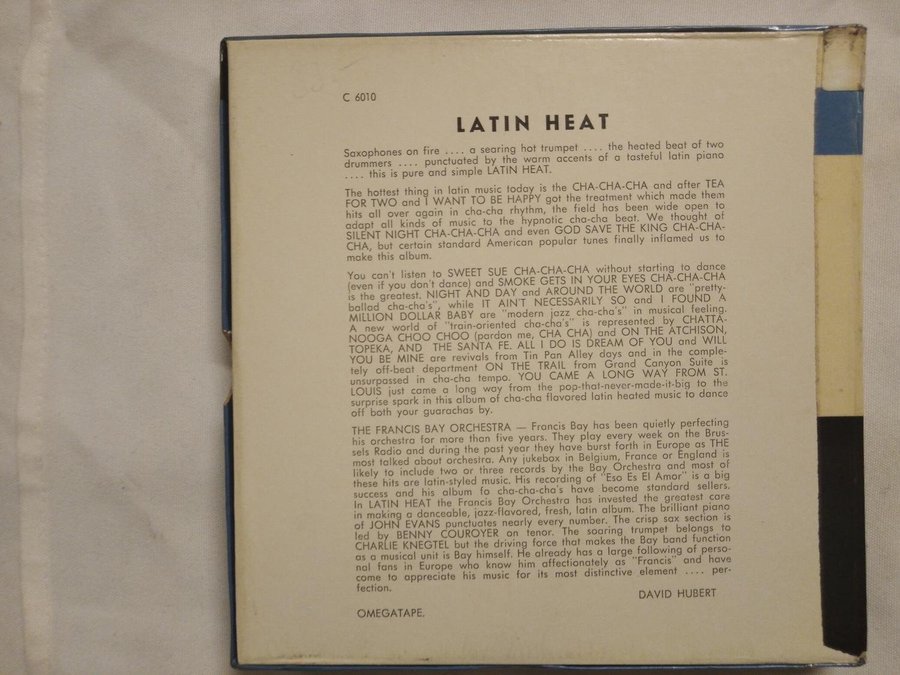 C 6010
LATIN HEAT
Saxophones on fire .... a searing hot trumpet .... the heated beat of two
drummers .... punctuated by the warm accents of a tasteful latin piano
.... this is pure and simple LATIN HEAT.
The hottest thing in latin music today is the CHA-CHA-CHA and after TEA
FOR TWO and I WANT TO BE HAPPY got the treatment which made them
hits all over again in cha-cha rhythm, the field has been wide open to
adapt all kinds of music to the hypnotic cha-cha beat. We thought of
SILENT NIGHT CHA-CHA-CHA and even GOD SAVE THE KING CHA-CHA-
CHA, but certain standard American popular tunes finally inflamed us to
make this album.
You can't listen to SWEET SUE CHA-CHA-CHA without starting to dance
(even if you don't dance) and SMOKE GETS IN YOUR EYES CHA-CHA-CHA
is the greatest. NIGHT AND DAY and AROUND THE WORLD are "pretty-
ballad cha-cha's", while IT AIN'T NECESSARILY SO and I FOUND A
MILLION DOLLAR BABY are "modern jazz cha-cha's" in musical feeling.
A new world of "train-oriented cha-cha's" is represented by CHATTA-
NOOGA CHOO CHOO (pardon me, CHA CHA) and ON THE ATCHISON,
TOPEKA, AND THE SANTA FE. ALL I DO IS DREAM OF YOU and WILL
YOU BE MINE are revivals from Tin Pan Alley days and in the comple-
tely off-beat department ON THE TRAIL from Grand Canyon Suite is
unsurpassed in cha-cha tempo. YOU CAME A LONG WAY FROM ST.
LOUIS just came a long way from the pop-that-never-made-it-big to the
surprise spark in this album of cha-cha flavored latin heated music to dance
off both your guarachas by.
THE FRANCIS BAY ORCHESTRA — Francis Bay has been quietly perfecting
his orchestra for more than five years. They play every week on the Brus-
sels Radio and during the past year they have burst forth in Europe as THE
most talked about orchestra. Any jukebox in Belgium, France or England is
likely to include two or three records by the Bay Orchestra and most of
these hits are latin-styled music. His recording of "Eso Es El Amor" is a big
success and his album fo cha-cha-cha's have become standard sellers.
In LATIN HEAT the Francis Bay Orchestra has invested the greatest care
in making a danceable, jazz-flavored, fresh, latin album. The brilliant piano
of JOHN EVANS punctuates nearly every number. The crisp sax section is
led by BENNY COUROYER on tenor. The soaring trumpet belongs to
CHARLIE KNEGTEL but the driving force that makes the Bay band function
as a musical unit is Bay himself. He already has a large following of perso-
nal fans in Europe who know him affectionately as "Francis" and have
come to appreciate his music for its most distinctive element .... per-
fection.
DAVID HUBERT
OMEGATAPE.